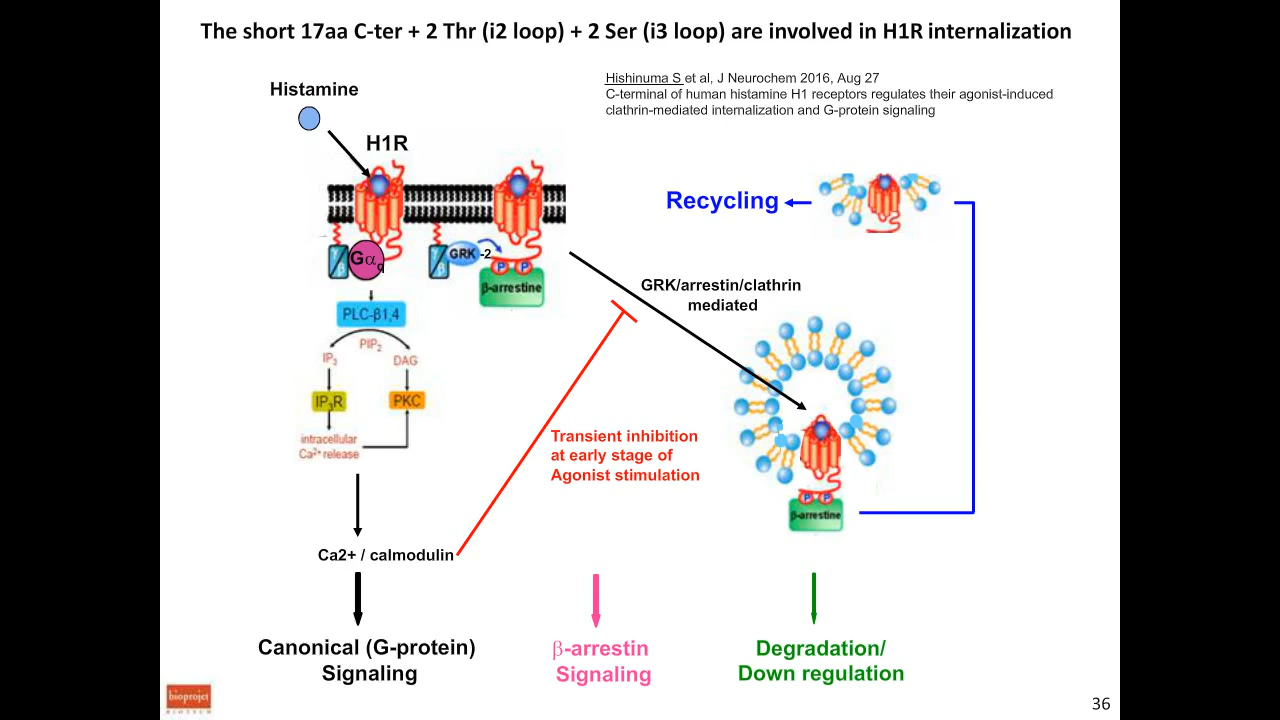 The short 17aa C-ter + 2 Thr (i2 loop) + 2 Ser (i3 loop) are involved in H1R internalization
Hishinuma S et al, J Neurochem 2016, Aug 27
C-terminal of human histamine H1 receptors regulates their agonist-induced
clathrin-mediated internalization and G-protein signaling
Histamine
H1R
Recycling
Gαq
β
GRK-2
P P
β-arrestine
GRK/arrestin/clathrin
mediated
PLC-β1,4
PIP2
IP3
DAG
IP3R
PKC
intracellular
Ca2+ release
Transient inhibition
at early stage of
Agonist stimulation
P P
β-arrestine
Ca2+ / calmodulin
Canonical (G-protein)
Signaling
β-arrestin
Signaling
Degradation/
Down regulation
bioprojet
BIOTECH
36